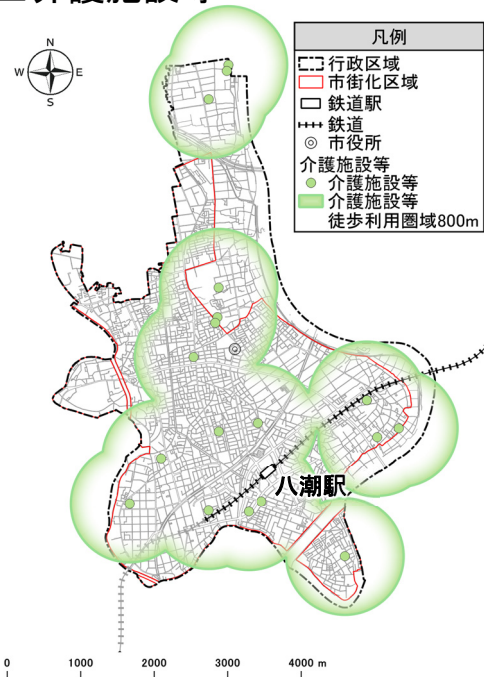 N
W E
S
凡例
行政区域
市街化区域
鉄道駅
鉄道
市役所
介護施設等
介護施設等
介護施設等
徒歩利用圏域800m
八潮駅
0 1000 2000 3000 4000 m